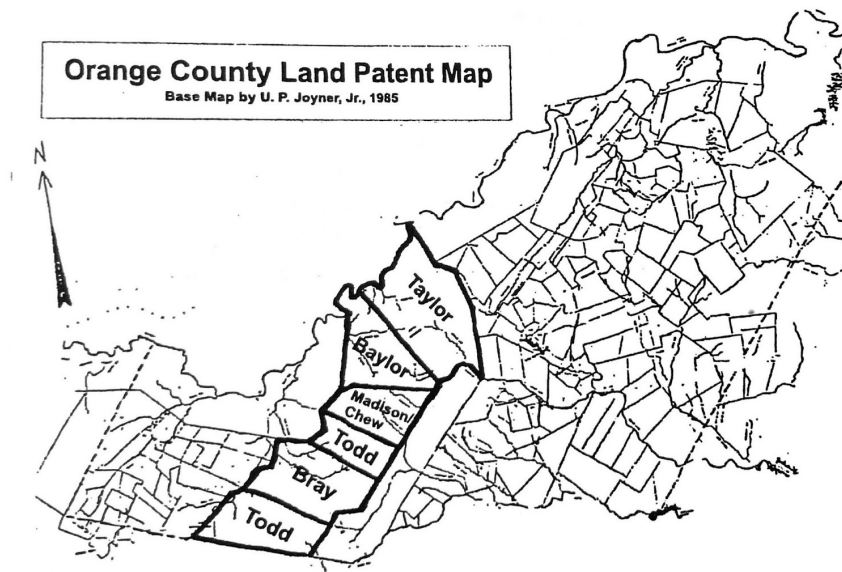 Orange County Land Patent Map
Base Map by U. P. Joyner, Jr., 1985
N
Taylor
Baylor
Madison/
Chew
Todd
Bray
Todd